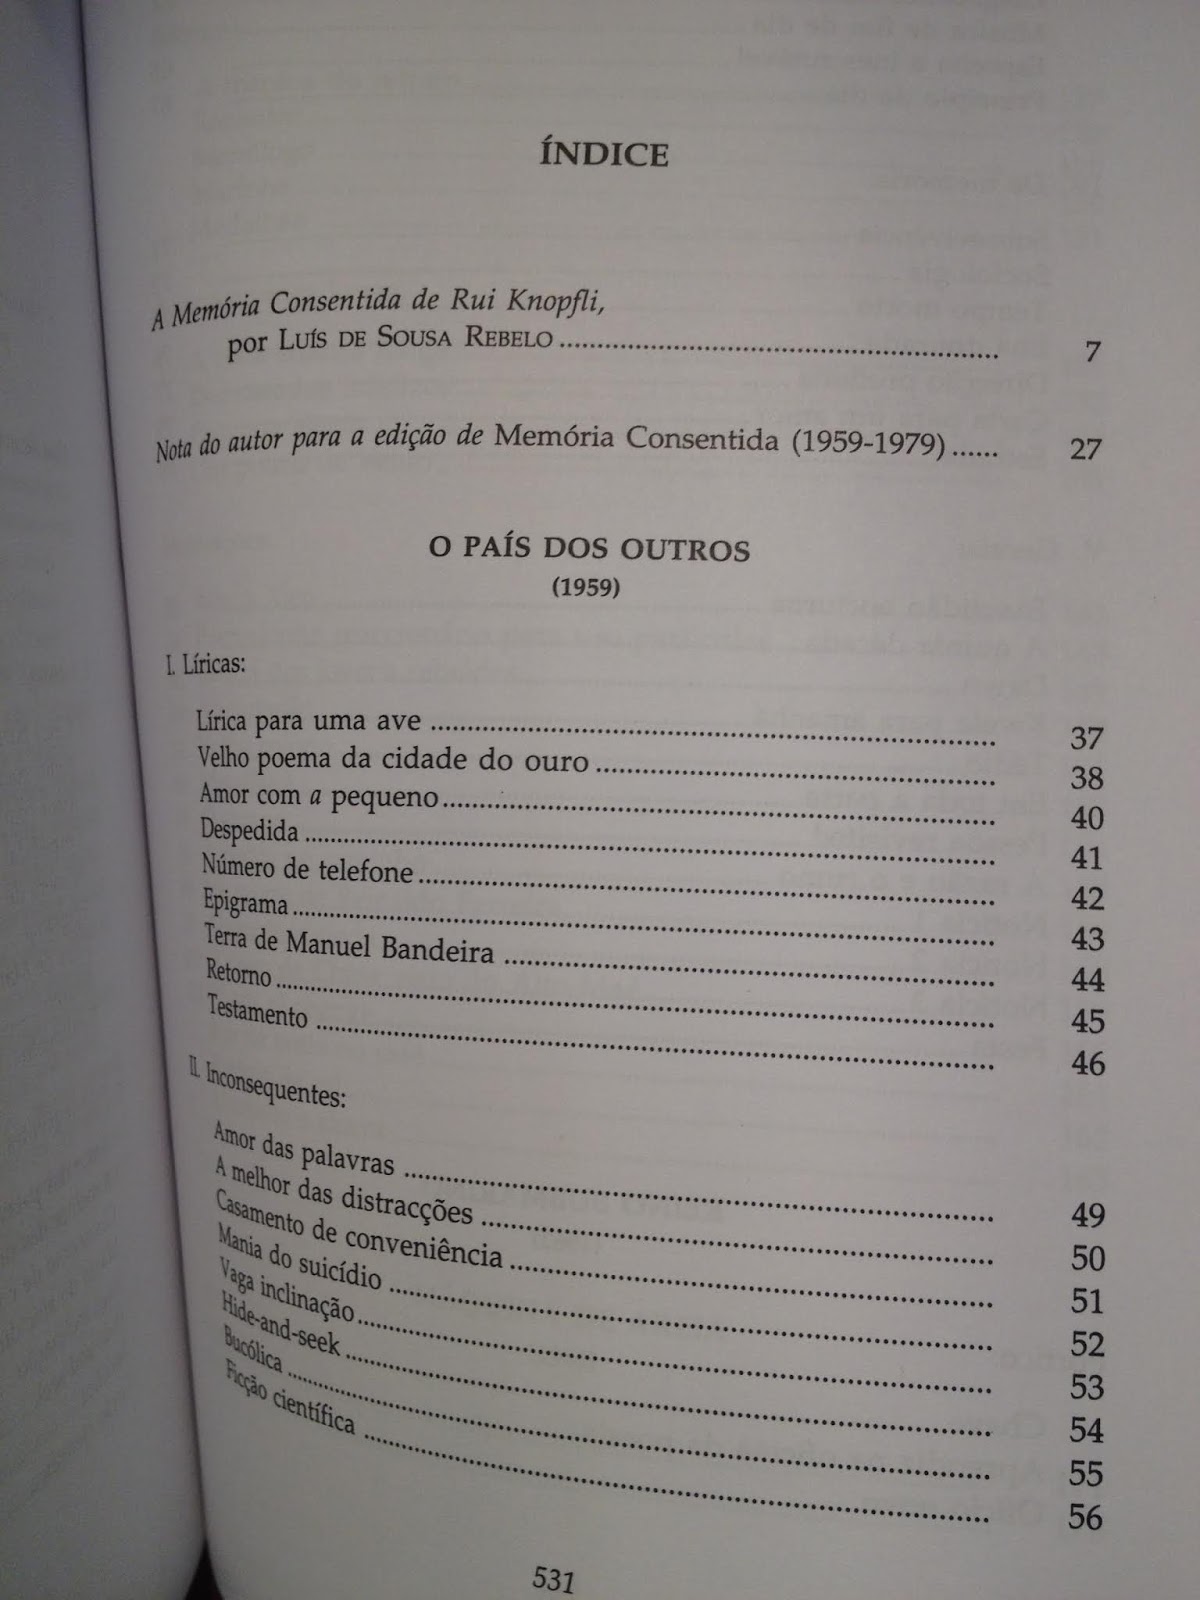 ÍNDICE
A Memória Consentida de Rui Knopfli,
por LUÍS DE SOUSA REBELO ........................................................ 7
Nota do autor para a edição de Memória Consentida (1959-1979) ...... 27
O PAÍS DOS OUTROS
(1959)
I. Líricas:
Lírica para uma ave ........................................................ 37
Velho poema da cidade do ouro ........................................................ 38
Amor com a pequeno ........................................................ 40
Despedida ........................................................ 41
Número de telefone ........................................................ 42
Epigrama ........................................................ 43
Terra de Manuel Bandeira ........................................................ 44
Retorno ........................................................ 45
Testamento ........................................................ 46
II. Inconsequentes:
Amor das palavras ........................................................ 49
A melhor das distracções ........................................................ 50
Casamento de conveniência ........................................................ 51
Mania do suicídio ........................................................ 52
Vaga inclinação ........................................................ 53
Hide-and-seek ........................................................ 54
Bucólica ........................................................ 55
Ficção científica ........................................................ 56
531